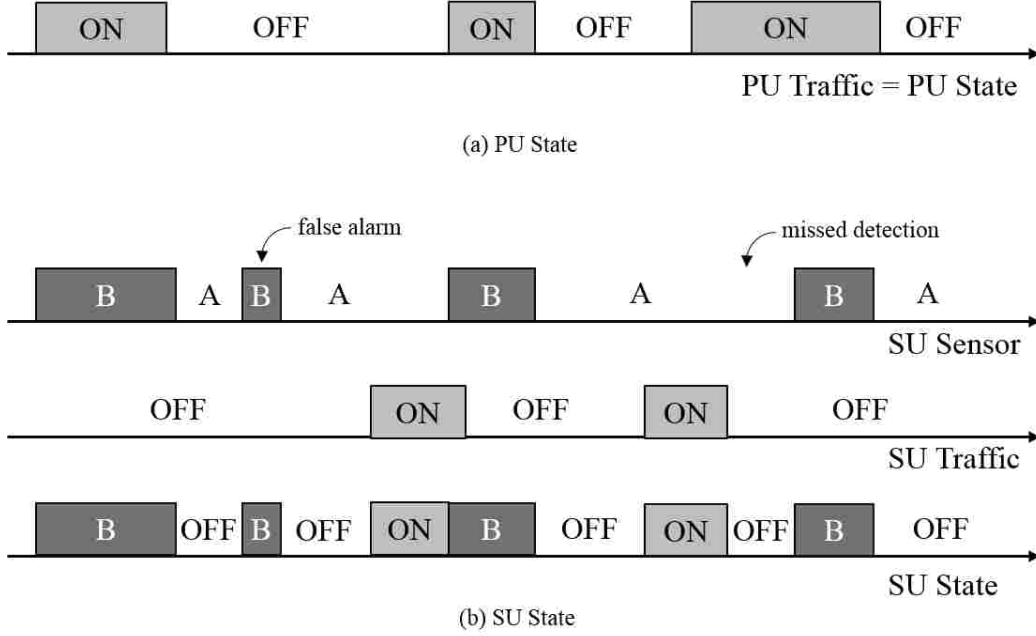 ON OFF ON OFF ON OFF
PU Traffic = PU State
(a) PU State
false alarm missed detection
B A B A B A B A
SU Sensor
OFF ON OFF ON OFF
SU Traffic
B OFF B OFF ON B OFF ON OFF B OFF
SU State
(b) SU State